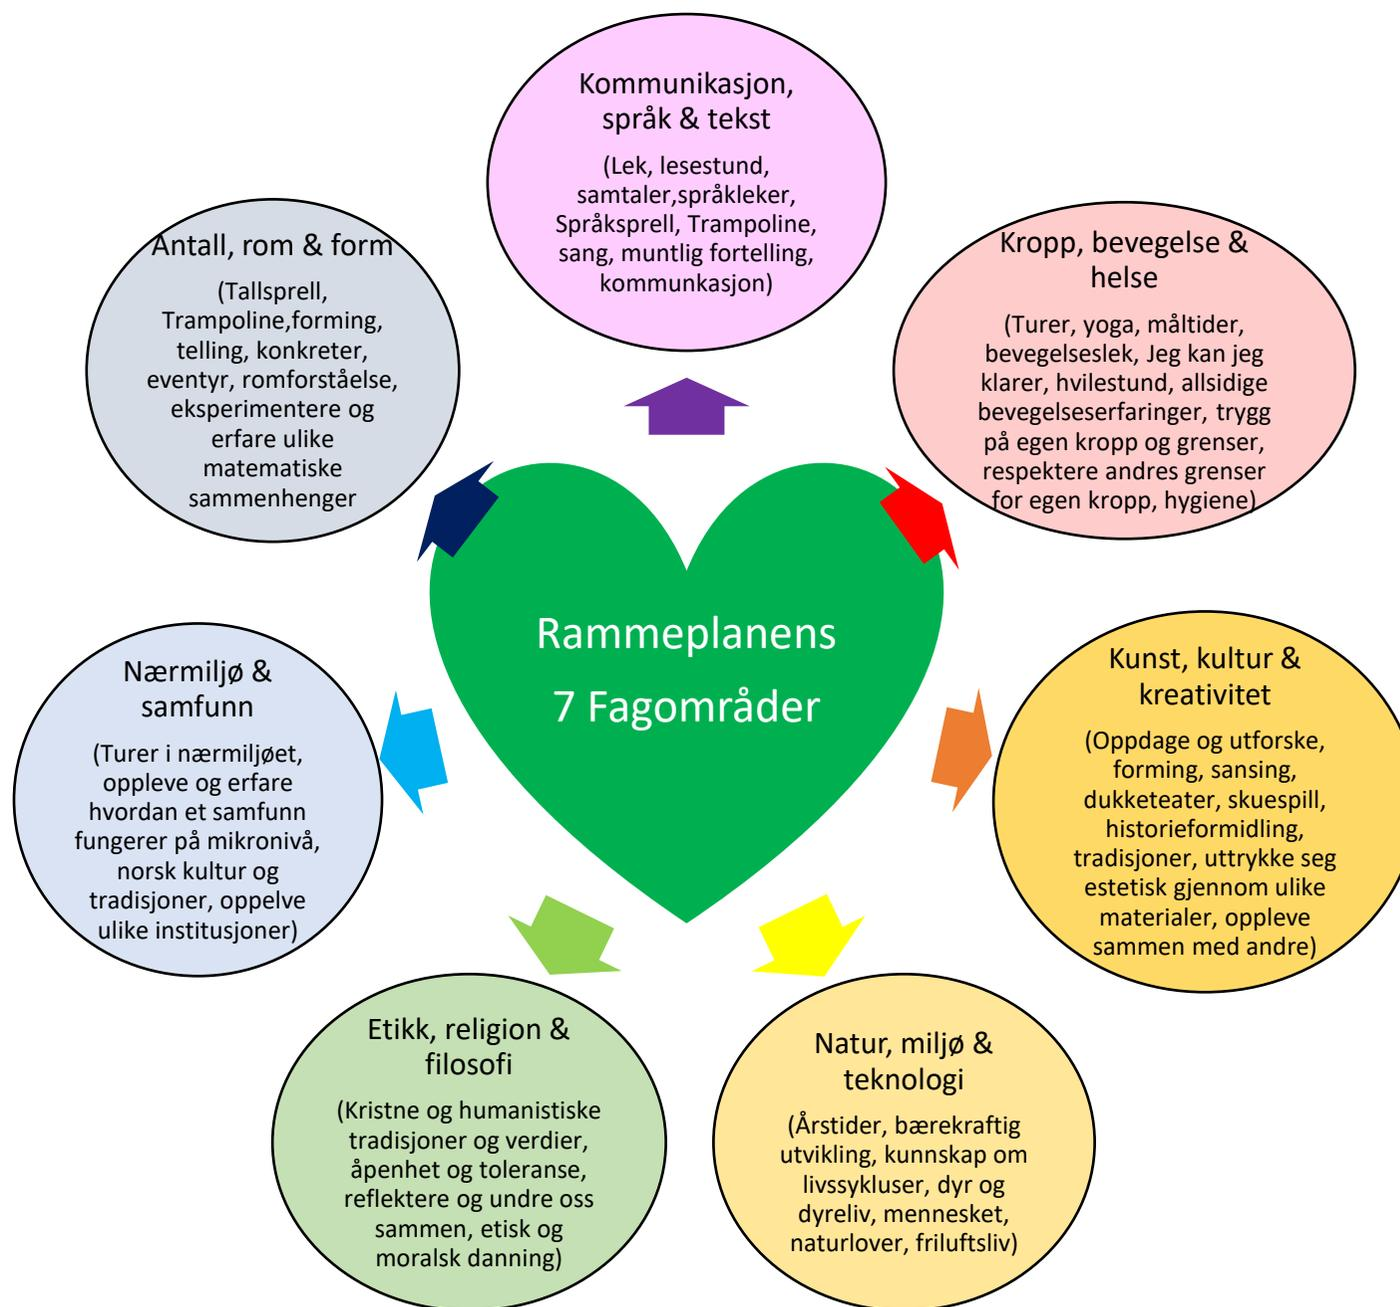 Kommunikasjon,
språk & tekst
(Lek, lesestund,
samtaler,språkleker,
Språksprell, Trampoline,
sang, muntlig fortelling,
kommunkasjon)
Kropp, bevegelse &
helse
(Turer, yoga, måltider,
bevegelseslek, Jeg kan jeg
klarer, hvilestund, allsidige
bevegelseserfaringer, trygg
på egen kropp og grenser,
respektere andres grenser
for egen kropp, hygiene)
Kunst, kultur &
kreativitet
(Oppdage og utforske,
forming, sansing,
dukketeater, skuespill,
historieformidling,
tradisjoner, uttrykke seg
estetisk gjennom ulike
materialer, oppleve
sammen med andre)
Natur, miljø &
teknologi
(Årstider, bærekraftig
utvikling, kunnskap om
livssykluser, dyr og
dyreliv, mennesket,
naturlover, friluftsliv)
Etikk, religion &
filosofi
(Kristne og humanistiske
tradisjoner og verdier,
åpenhet og toleranse,
reflektere og undre oss
sammen, etisk og
moralsk danning)
Nærmiljø &
samfunn
(Turer i nærmiljøet,
oppleve og erfare
hvordan et samfunn
fungerer på mikronivå,
norsk kultur og
tradisjoner, oppelve
ulike institusjoner)
Antall, rom & form
(Tallsprell,
Trampoline,forming,
telling, konkreter,
eventyr, romforståelse,
eksperimentere og
erfare ulike
matematiske
sammenhenger
Rammeplanens
7 Fagområder